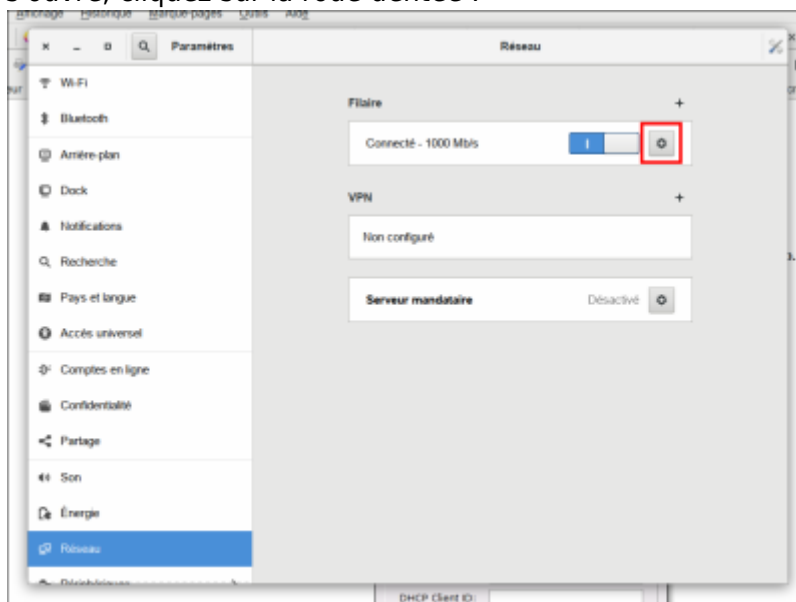 s'ouvre, cliquez sur la roue dentée :
Affichage Historique Marque-pages Outils Aide
Paramètres
Réseau
Wi-Fi
Bluetooth
Arrière-plan
Dock
Notifications
Recherche
Pays et langue
Accès universel
Comptes en ligne
Confidentialité
Partage
Son
Énergie
Réseau
Périphériques
Filaire +
Connecté - 1000 Mb/s
VPN +
Non configuré
Serveur mandataire Désactivé
DHCP Client ID: